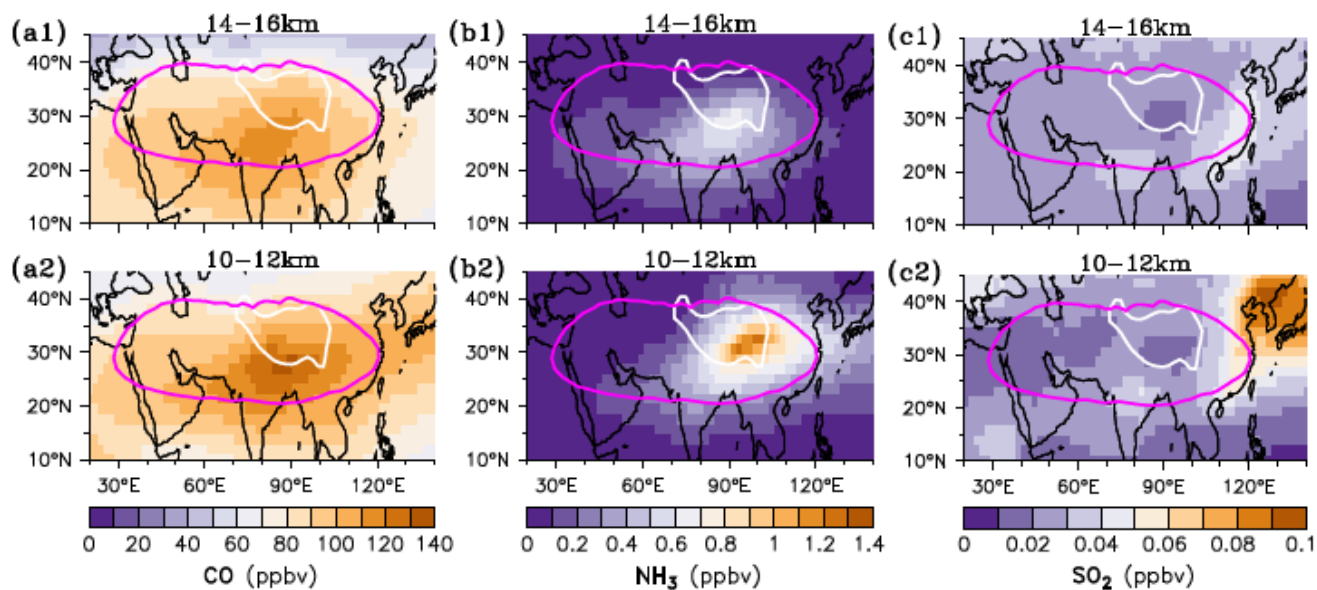 (a1) 14−16km
(b1) 14−16km
(c1) 14−16km
40°N
30°N
20°N
10°N
40°N
30°N
20°N
10°N
40°N
30°N
20°N
10°N
(a2) 10−12km
(b2) 10−12km
(c2) 10−12km
40°N
30°N
20°N
10°N
40°N
30°N
20°N
10°N
40°N
30°N
20°N
10°N
30°E 60°E 90°E 120°E
30°E 60°E 90°E 120°E
30°E 60°E 90°E 120°E
0 20 40 60 80 100 120 140
CO (ppbv)
0 0.2 0.4 0.6 0.8 1 1.2 1.4
NH₃ (ppbv)
0 0.02 0.04 0.06 0.08 0.1
SO₂ (ppbv)